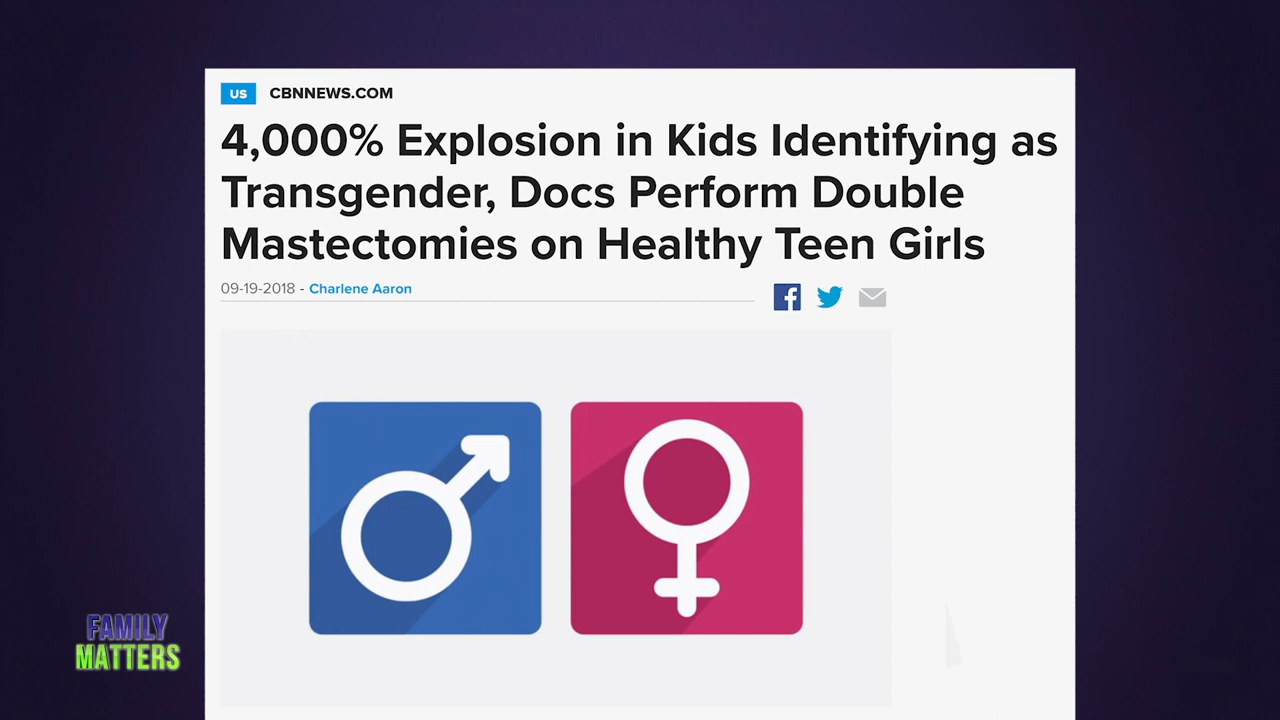 US CBNNEWS.COM
4,000% Explosion in Kids Identifying as
Transgender, Docs Perform Double
Mastectomies on Healthy Teen Girls
09-19-2018 - Charlene Aaron
FAMILY
MATTERS